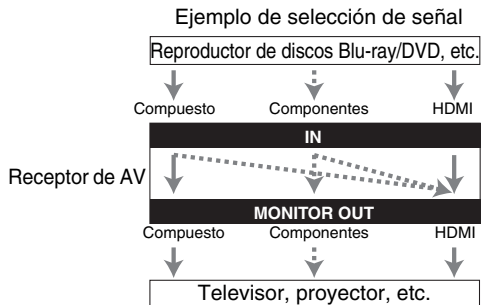 Ejemplo de selección de señal
Reproductor de discos Blu-ray/DVD, etc.
Compuesto Componentes HDMI
IN
Receptor de AV
MONITOR OUT
Compuesto Componentes HDMI
Televisor, proyector, etc.